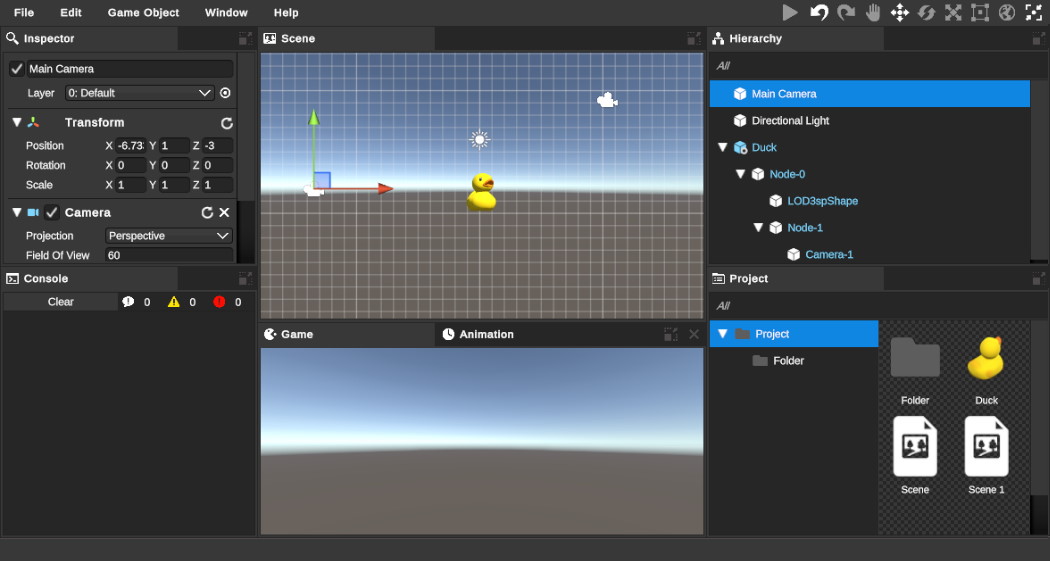 File Edit Game Object Window Help
Inspector
Main Camera
Layer 0: Default
Transform
Position X -6.73 Y 1 Z -3
Rotation X 0 Y 0 Z 0
Scale X 1 Y 1 Z 1
Camera
Projection Perspective
Field Of View 60
Console
Clear 0 0 0
Scene
Game Animation
Hierarchy
All
Main Camera
Directional Light
Duck
Node-0
LOD3spShape
Node-1
Camera-1
Project
All
Project
Folder
Folder Duck
Scene Scene 1